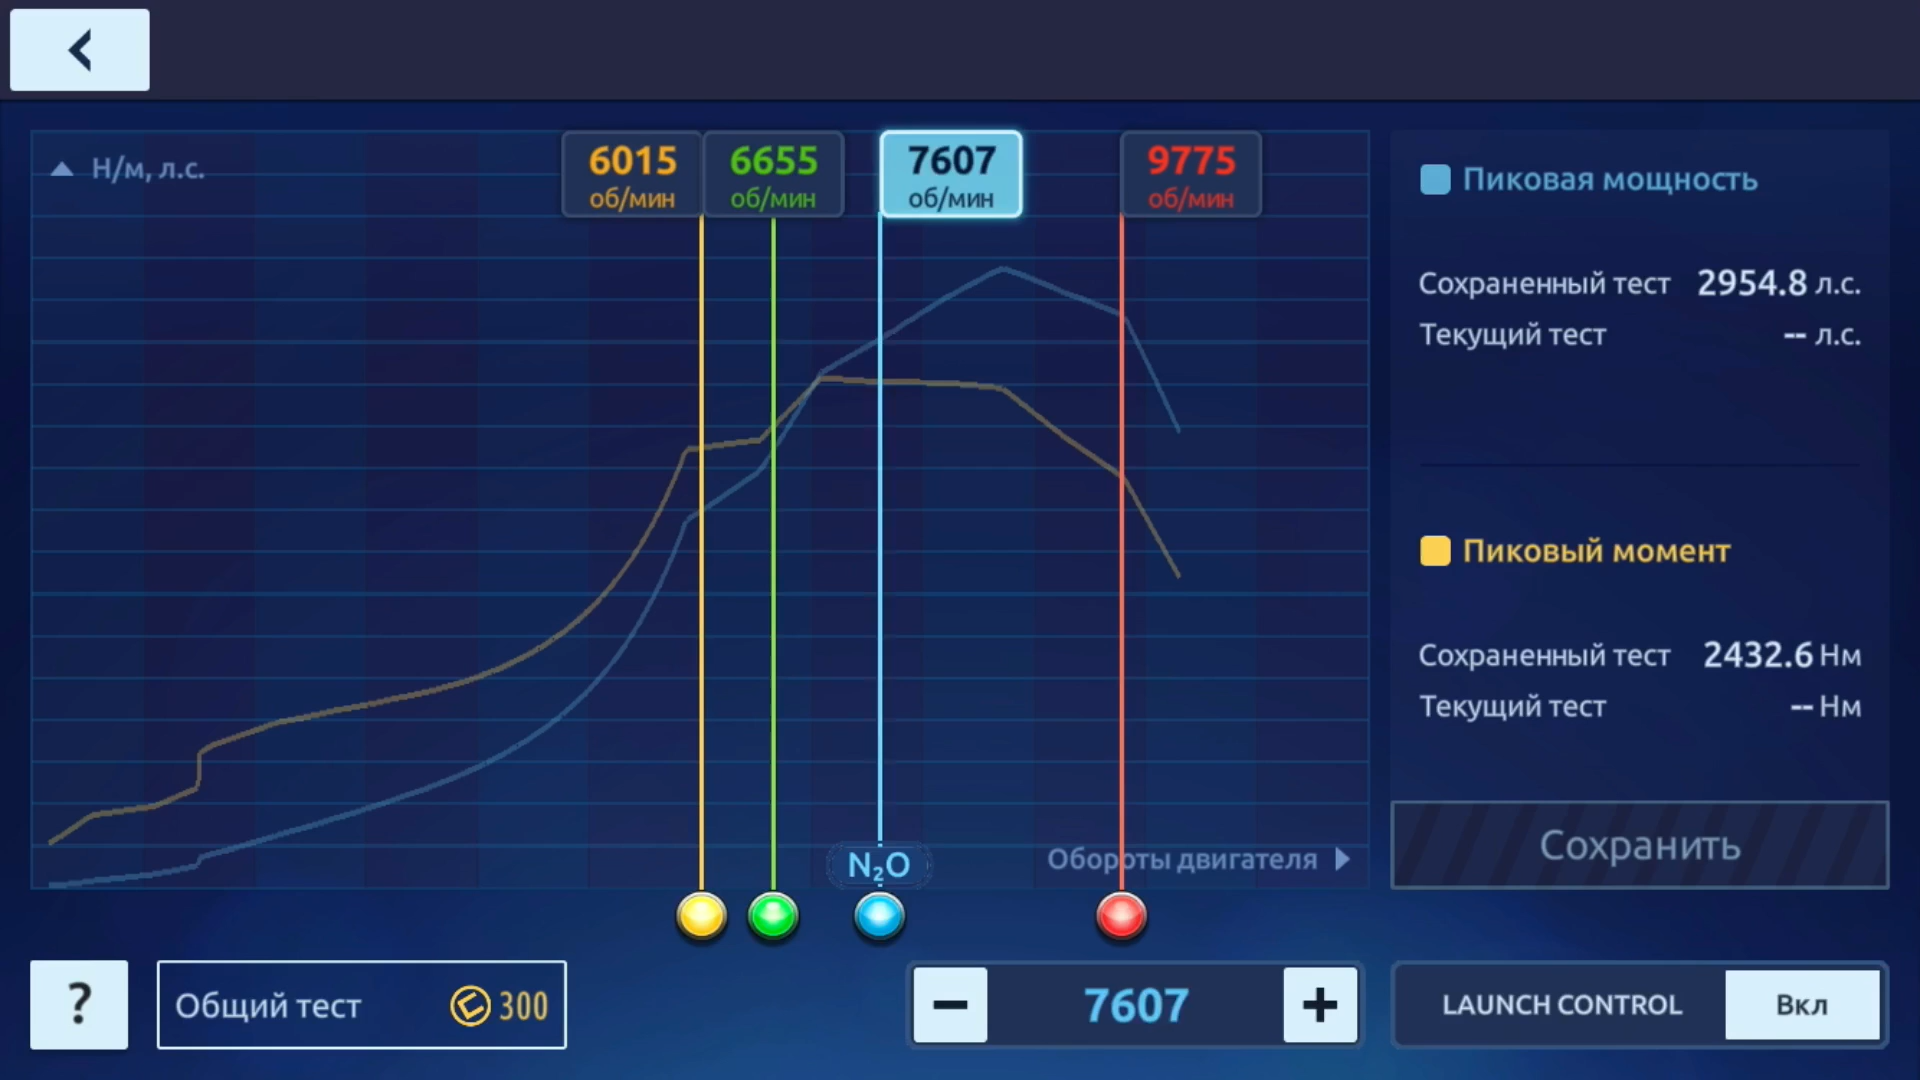 Н/м, л.с.
6015
об/мин
6655
об/мин
7607
об/мин
9775
об/мин
Пиковая мощность
Сохраненный тест 2954.8 л.с.
Текущий тест -- л.с.
Пиковый момент
Сохраненный тест 2432.6 Нм
Текущий тест -- Нм
N₂O
Обороты двигателя
Сохранить
?
Общий тест 300
− 7607 +
LAUNCH CONTROL Вкл